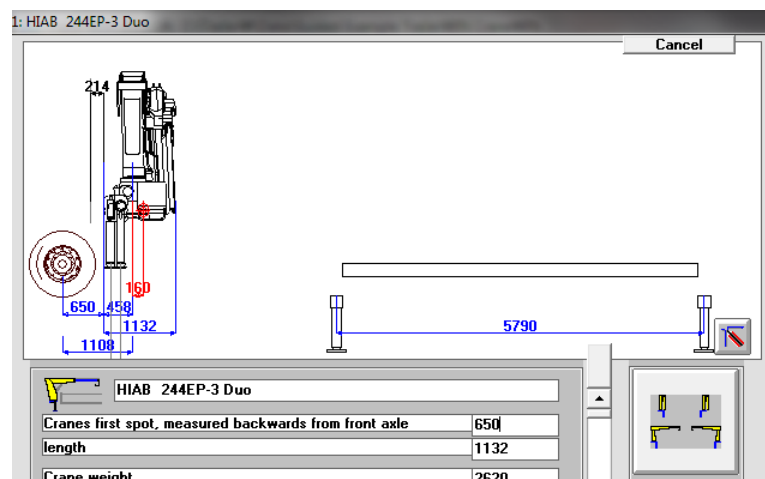 1: HIAB 244EP-3 Duo
Cancel
214
160
650
458
1132
1108
5790
HIAB 244EP-3 Duo
Cranes first spot, measured backwards from front axle 650
length 1132
Crane weight 2620